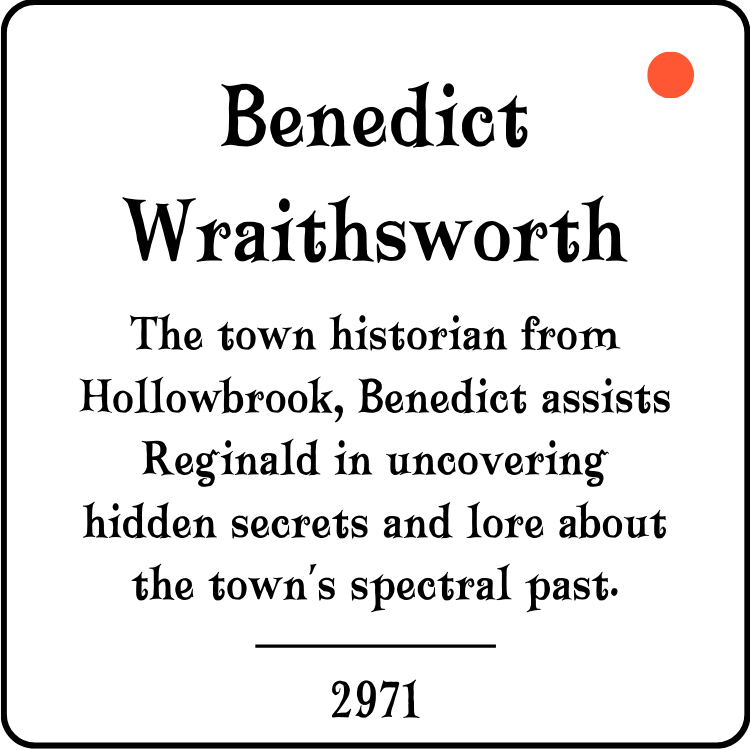 Benedict
Wraithsworth
The town historian from
Hollowbrook, Benedict assists
Reginald in uncovering
hidden secrets and lore about
the town's spectral past.
2971